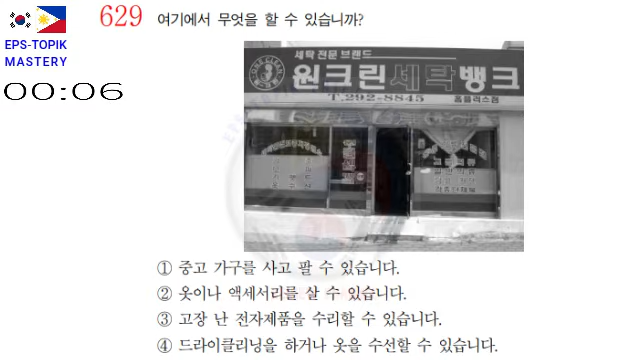 EPS-TOPIK
MASTERY
00:06
629 여기에서 무엇을 할 수 있습니까?
세탁 전문 브랜드
원크린세탁뱅크
T.292-8845 홈플러스점
① 중고 가구를 사고 팔 수 있습니다.
② 옷이나 액세서리를 살 수 있습니다.
③ 고장 난 전자제품을 수리할 수 있습니다.
④ 드라이클리닝을 하거나 옷을 수선할 수 있습니다.